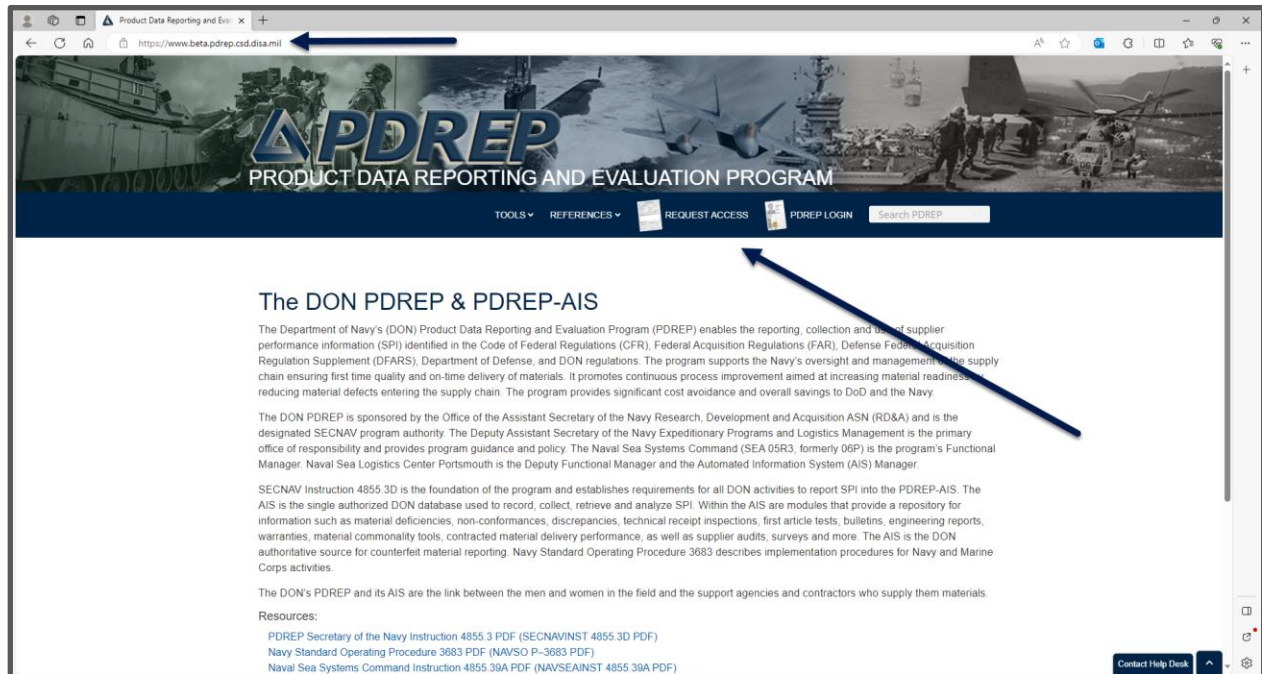 Product Data Reporting and Eval
https://www.beta.pdrep.csd.disa.mil
PDREP
PRODUCT DATA REPORTING AND EVALUATION PROGRAM
TOOLS REFERENCES REQUEST ACCESS PDREP LOGIN Search PDREP
The DON PDREP & PDREP-AIS
The Department of Navy's (DON) Product Data Reporting and Evaluation Program (PDREP) enables the reporting, collection and use of supplier
performance information (SPI) identified in the Code of Federal Regulations (CFR), Federal Acquisition Regulations (FAR), Defense Federal Acquisition
Regulation Supplement (DFARS), Department of Defense, and DON regulations. The program supports the Navy's oversight and management of the supply
chain ensuring first time quality and on-time delivery of materials. It promotes continuous process improvement aimed at increasing material readiness by
reducing material defects entering the supply chain. The program provides significant cost avoidance and overall savings to DoD and the Navy.
The DON PDREP is sponsored by the Office of the Assistant Secretary of the Navy Research, Development and Acquisition ASN (RD&A) and is the
designated SECNAV program authority. The Deputy Assistant Secretary of the Navy Expeditionary Programs and Logistics Management is the primary
office of responsibility and provides program guidance and policy. The Naval Sea Systems Command (SEA 05R3, formerly 06P) is the program's Functional
Manager. Naval Sea Logistics Center Portsmouth is the Deputy Functional Manager and the Automated Information System (AIS) Manager.
SECNAV Instruction 4855.3D is the foundation of the program and establishes requirements for all DON activities to report SPI into the PDREP-AIS. The
AIS is the single authorized DON database used to record, collect, retrieve and analyze SPI. Within the AIS are modules that provide a repository for
information such as material deficiencies, non-conformances, discrepancies, technical receipt inspections, first article tests, bulletins, engineering reports,
warranties, material commonality tools, contracted material delivery performance, as well as supplier audits, surveys and more. The AIS is the DON
authoritative source for counterfeit material reporting. Navy Standard Operating Procedure 3683 describes implementation procedures for Navy and Marine
Corps activities.
The DON's PDREP and its AIS are the link between the men and women in the field and the support agencies and contractors who supply them materials.
Resources:
PDREP Secretary of the Navy Instruction 4855.3 PDF (SECNAVINST 4855.3D PDF)
Navy Standard Operating Procedure 3683 PDF (NAVSO P–3683 PDF)
Naval Sea Systems Command Instruction 4855.39A PDF (NAVSEAINST 4855.39A PDF)
Contact Help Desk